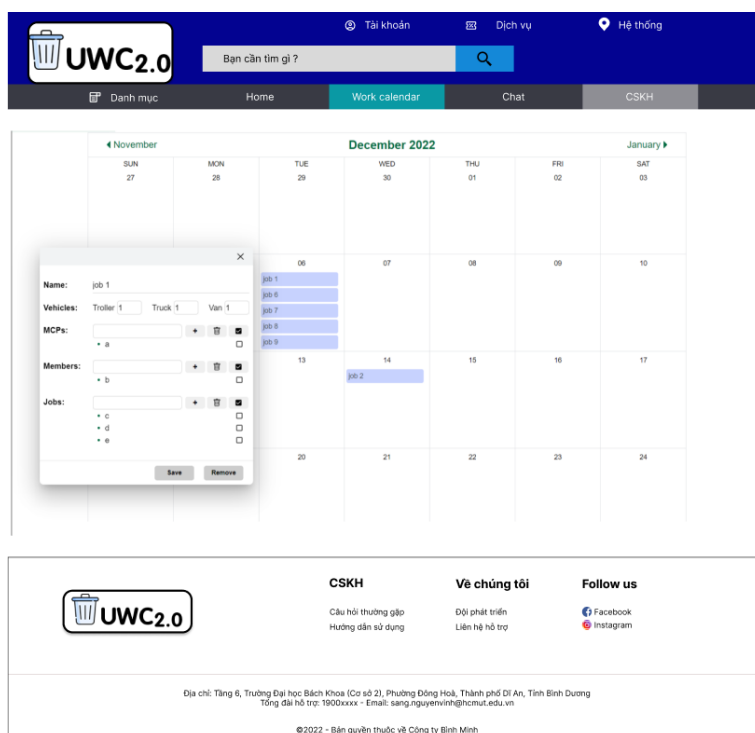 UWC2.0
Tài khoản
Dịch vụ
Hệ thống
Bạn cần tìm gì ?
Danh mục
Home
Work calendar
Chat
CSKH
November
December 2022
January
SUN MON TUE WED THU FRI SAT
27 28 29 30 01 02 03
06 07 08 09 10
job 1
job 6
job 7
job 8
job 9
13 14 15 16 17
job 2
20 21 22 23 24
Name: job 1
Vehicles: Troller 1 Truck 1 Van 1
MCPs:
a
Members:
b
Jobs:
c
d
e
Save Remove
UWC2.0
CSKH
Câu hỏi thường gặp
Hướng dẫn sử dụng
Về chúng tôi
Đội phát triển
Liên hệ hỗ trợ
Follow us
Facebook
Instagram
Địa chỉ: Tầng 6, Trường Đại học Bách Khoa (Cơ sở 2), Phường Đông Hoà, Thành phố Dĩ An, Tỉnh Bình Dương
Tổng đài hỗ trợ: 1900xxxx - Email: sang.nguyenvinh@hcmut.edu.vn
©2022 - Bản quyền thuộc về Công ty Bình Minh